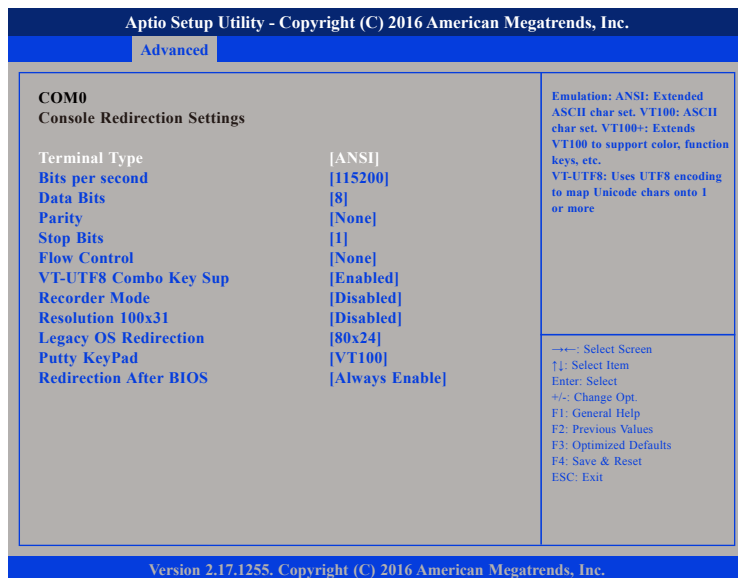 Aptio Setup Utility - Copyright (C) 2016 American Megatrends, Inc.
Advanced
COM0
Console Redirection Settings
Terminal Type [ANSI]
Bits per second [115200]
Data Bits [8]
Parity [None]
Stop Bits [1]
Flow Control [None]
VT-UTF8 Combo Key Sup [Enabled]
Recorder Mode [Disabled]
Resolution 100x31 [Disabled]
Legacy OS Redirection [80x24]
Putty KeyPad [VT100]
Redirection After BIOS [Always Enable]
Emulation: ANSI: Extended
ASCII char set. VT100: ASCII
char set. VT100+: Extends
VT100 to support color, function
keys, etc.
VT-UTF8: Uses UTF8 encoding
to map Unicode chars onto 1
or more
→←: Select Screen
↑↓: Select Item
Enter: Select
+/-: Change Opt.
F1: General Help
F2: Previous Values
F3: Optimized Defaults
F4: Save & Reset
ESC: Exit
Version 2.17.1255. Copyright (C) 2016 American Megatrends, Inc.